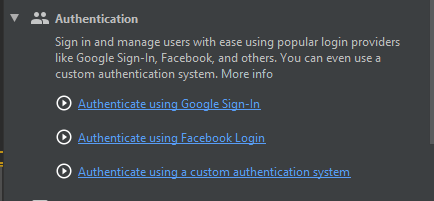 Authentication
Sign in and manage users with ease using popular login providers
like Google Sign-In, Facebook, and others. You can even use a
custom authentication system. More info
Authenticate using Google Sign-In
Authenticate using Facebook Login
Authenticate using a custom authentication system